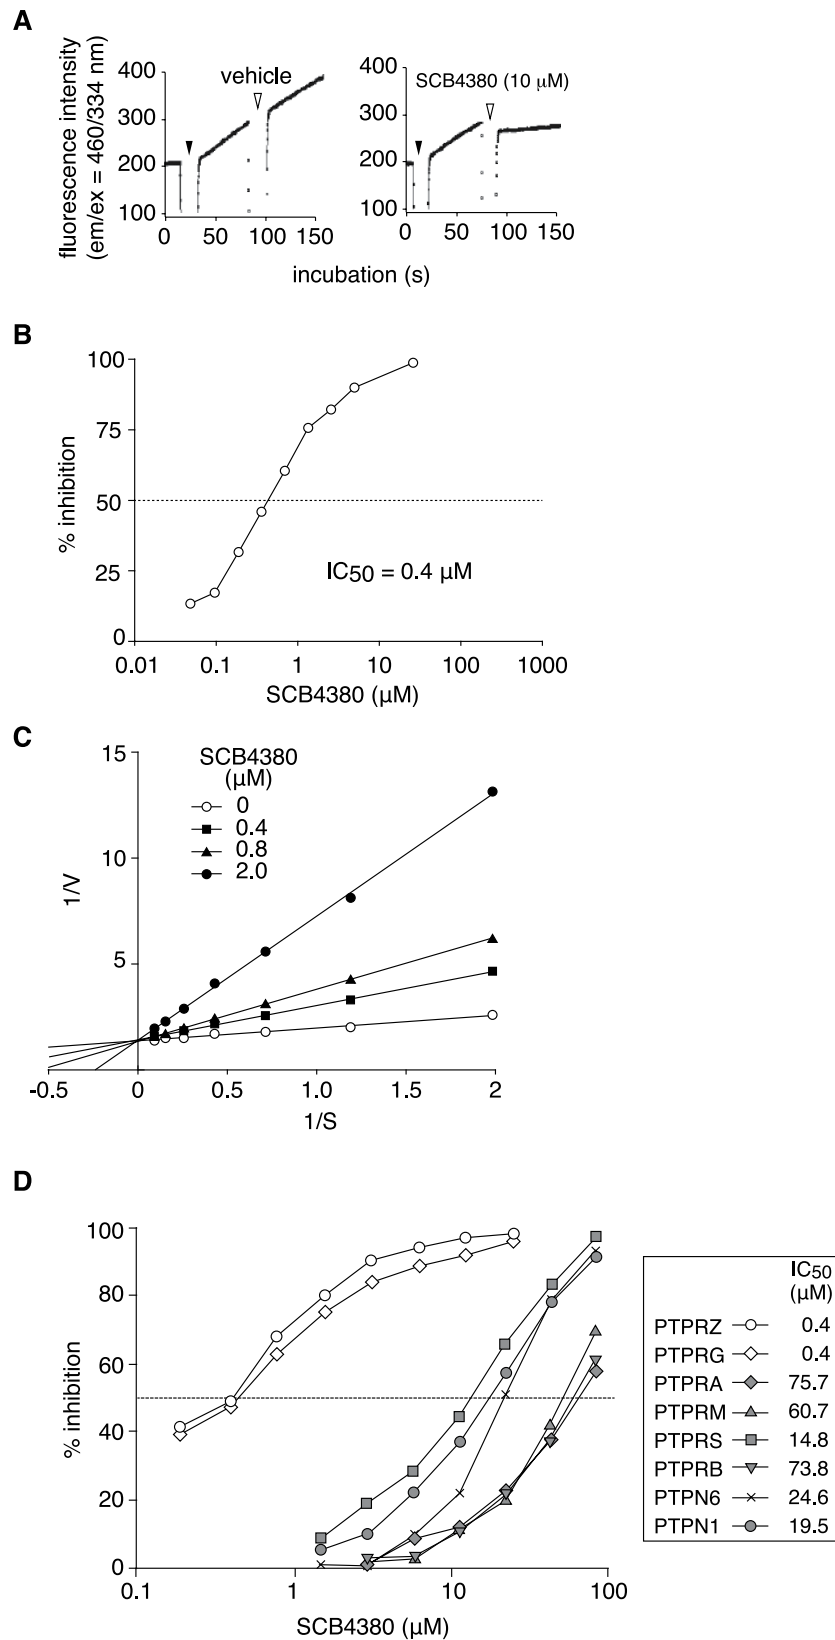 A
fluorescence intensity
(em/ex = 460/334 nm)
400
300
200
100
vehicle
0
50
100
150
400
300
200
100
SCB4380 (10 µM)
0
50
100
150
incubation (s)
B
% inhibition
100
75
50
25
0
IC50 = 0.4 µM
0.01
0.1
1
10
100
1000
SCB4380 (µM)
C
1/V
15
10
5
SCB4380
(µM)
0
0.4
0.8
2.0
-0.5
0
0.5
1.0
1.5
2
1/S
D
% inhibition
100
80
60
40
20
0
0.1
1
10
100
SCB4380 (µM)
IC50
(µM)
PTPRZ 0.4
PTPRG 0.4
PTPRA 75.7
PTPRM 60.7
PTPRS 14.8
PTPRB 73.8
PTPN6 24.6
PTPN1 19.5